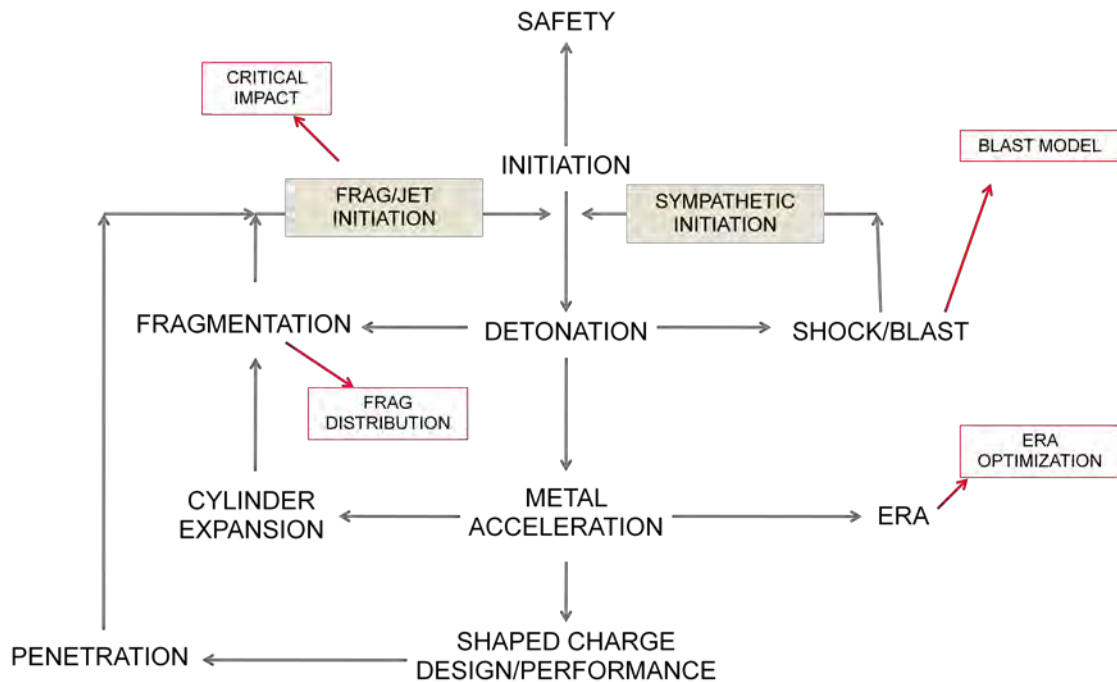 SAFETY
CRITICAL
IMPACT
INITIATION
BLAST MODEL
FRAG/JET
INITIATION
SYMPATHETIC
INITIATION
FRAGMENTATION
DETONATION
SHOCK/BLAST
FRAG
DISTRIBUTION
ERA
OPTIMIZATION
CYLINDER
EXPANSION
METAL
ACCELERATION
ERA
PENETRATION
SHAPED CHARGE
DESIGN/PERFORMANCE